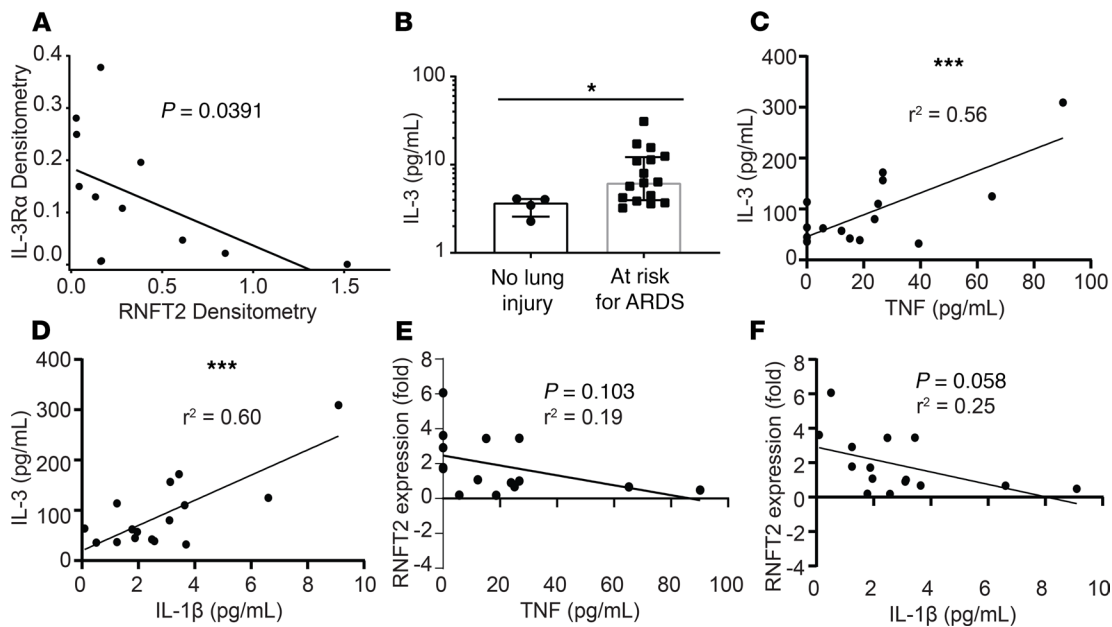 A
IL-3Rα Densitometry
0.4
0.3
0.2
0.1
0.0
P = 0.0391
0.0 0.5 1.0 1.5
RNFT2 Densitometry
B
IL-3 (pg/mL)
100
10
1
*
No lung
injury
At risk
for ARDS
C
IL-3 (pg/mL)
400
300
200
100
0
***
r² = 0.56
0 20 40 60 80 100
TNF (pg/mL)
D
IL-3 (pg/mL)
400
300
200
100
0
***
r² = 0.60
0 2 4 6 8 10
IL-1β (pg/mL)
E
RNFT2 expression (fold)
8
6
4
2
0
-2
-4
P = 0.103
r² = 0.19
0 20 40 60 80 100
TNF (pg/mL)
F
RNFT2 expression (fold)
8
6
4
2
0
-2
-4
P = 0.058
r² = 0.25
0 2 4 6 8 10
IL-1β (pg/mL)